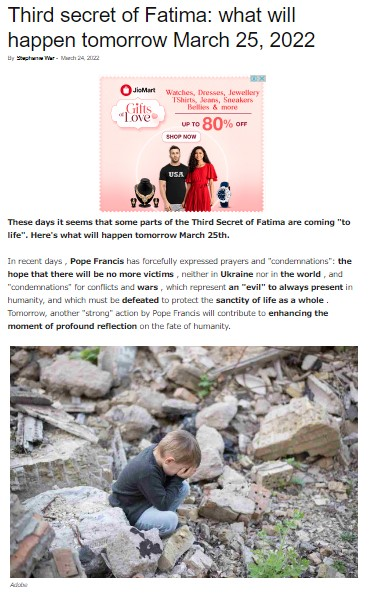 Third secret of Fatima: what will
happen tomorrow March 25, 2022
By Stephanie War - March 24, 2022
JioMart
Gifts
of Love
Watches, Dresses, Jewellery
TShirts, Jeans, Sneakers
Bellies & more
UP TO 80% OFF
SHOP NOW
USA
These days it seems that some parts of the Third Secret of Fatima are coming "to
life". Here's what will happen tomorrow March 25th.
In recent days , Pope Francis has forcefully expressed prayers and "condemnations": the
hope that there will be no more victims , neither in Ukraine nor in the world , and
"condemnations" for conflicts and wars , which represent an "evil" to always present in
humanity, and which must be defeated to protect the sanctity of life as a whole .
Tomorrow, another "strong" action by Pope Francis will contribute to enhancing the
moment of profound reflection on the fate of humanity.
Adobe